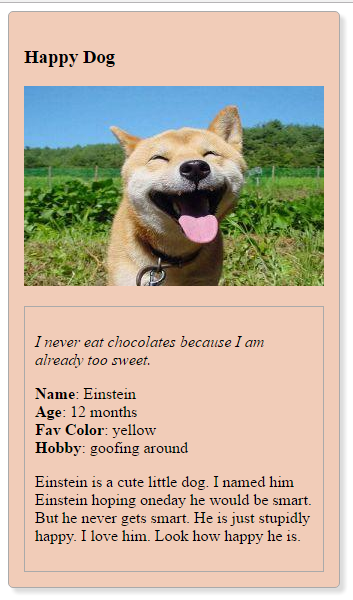 Happy Dog
I never eat chocolates because I am
already too sweet.
Name: Einstein
Age: 12 months
Fav Color: yellow
Hobby: goofing around
Einstein is a cute little dog. I named him
Einstein hoping oneday he would be smart.
But he never gets smart. He is just stupidly
happy. I love him. Look how happy he is.